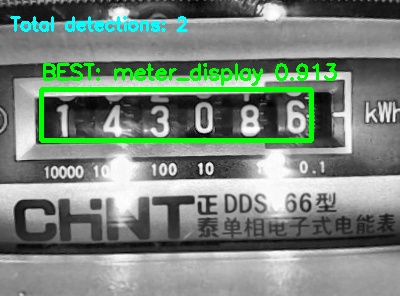 Total detections: 2
BEST: meter_display 0.913
1 4 3 0 8 6
kWh
10000 100 10 0.1
CHNT 正泰
DDS 66型
单相电子式电能表